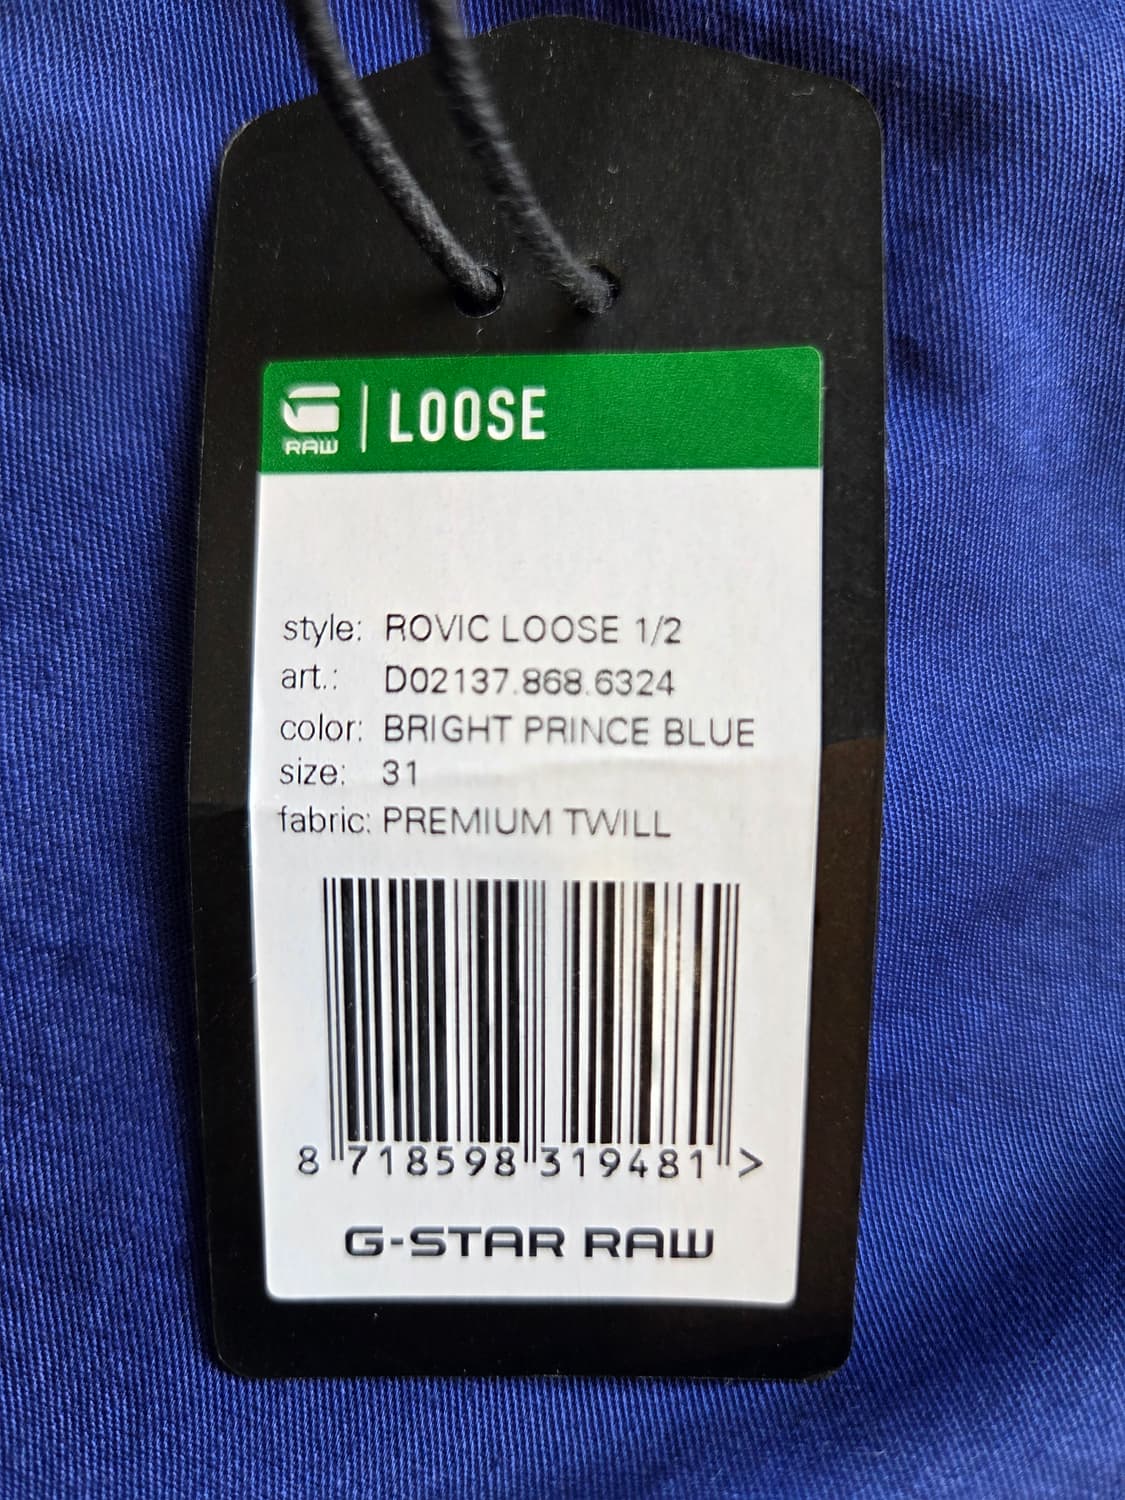 RAW | LOOSE
style: ROVIC LOOSE 1/2
art.: D02137.868.6324
color: BRIGHT PRINCE BLUE
size: 31
fabric: PREMIUM TWILL
8 718598 319481 >
G-STAR RAW